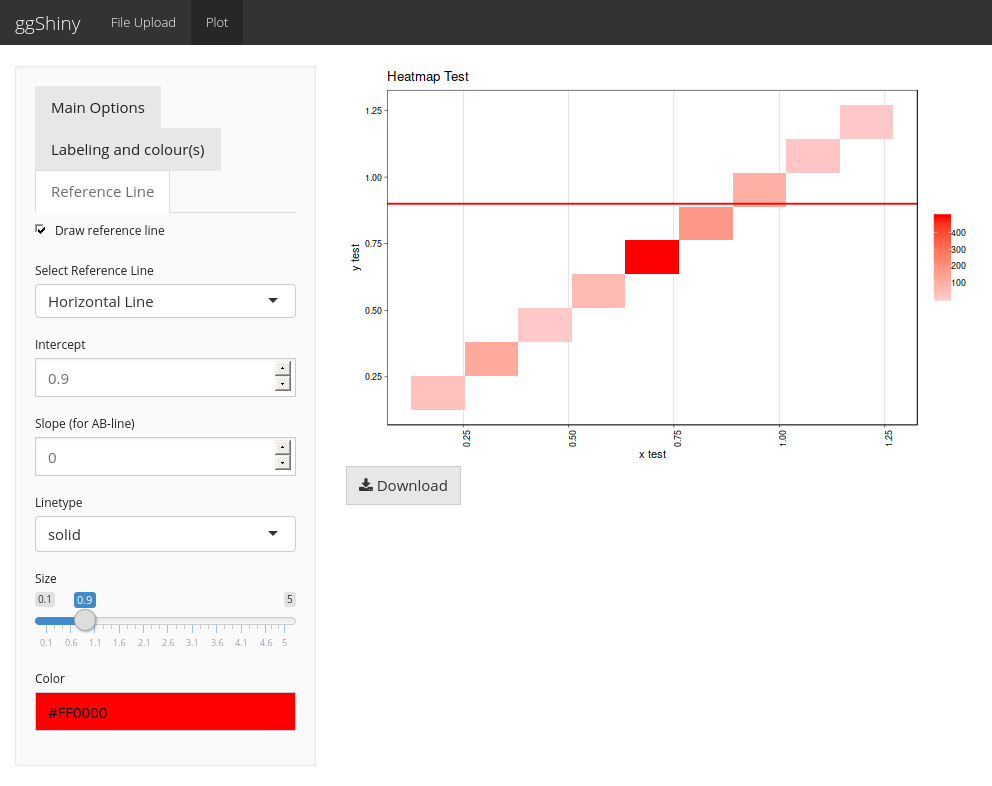 ggShiny
File Upload
Plot
Main Options
Labeling and colour(s)
Reference Line
Draw reference line
Select Reference Line
Horizontal Line
Intercept
0.9
Slope (for AB-line)
0
Linetype
solid
Size
0.1 0.9 5
0.1 0.6 1.1 1.6 2.1 2.6 3.1 3.6 4.1 4.6 5
Color
#FF0000
Heatmap Test
1.25
1.00
0.75
0.50
0.25
y test
0.25 0.50 0.75 1.00 1.25
x test
400
300
200
100
Download